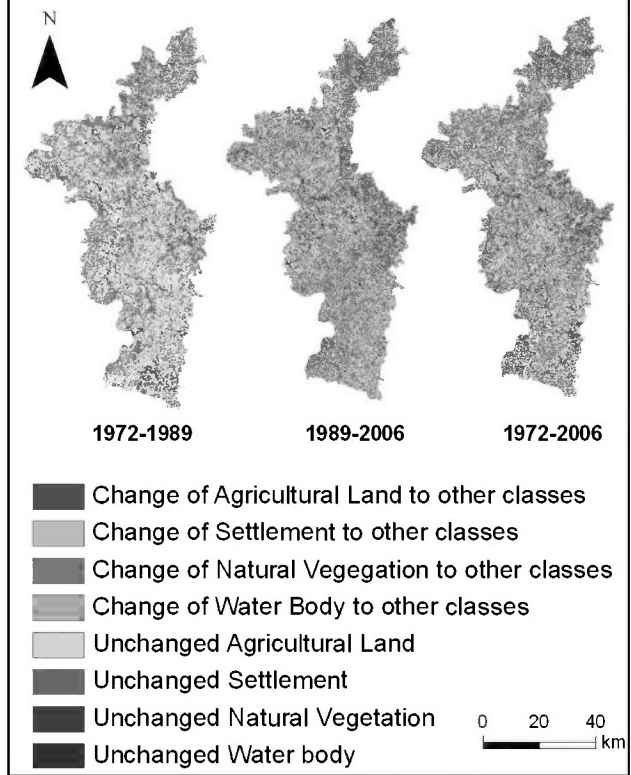 N
1972-1989 1989-2006 1972-2006
Change of Agricultural Land to other classes
Change of Settlement to other classes
Change of Natural Vegegation to other classes
Change of Water Body to other classes
Unchanged Agricultural Land
Unchanged Settlement
Unchanged Natural Vegetation
Unchanged Water body
0 20 40
km